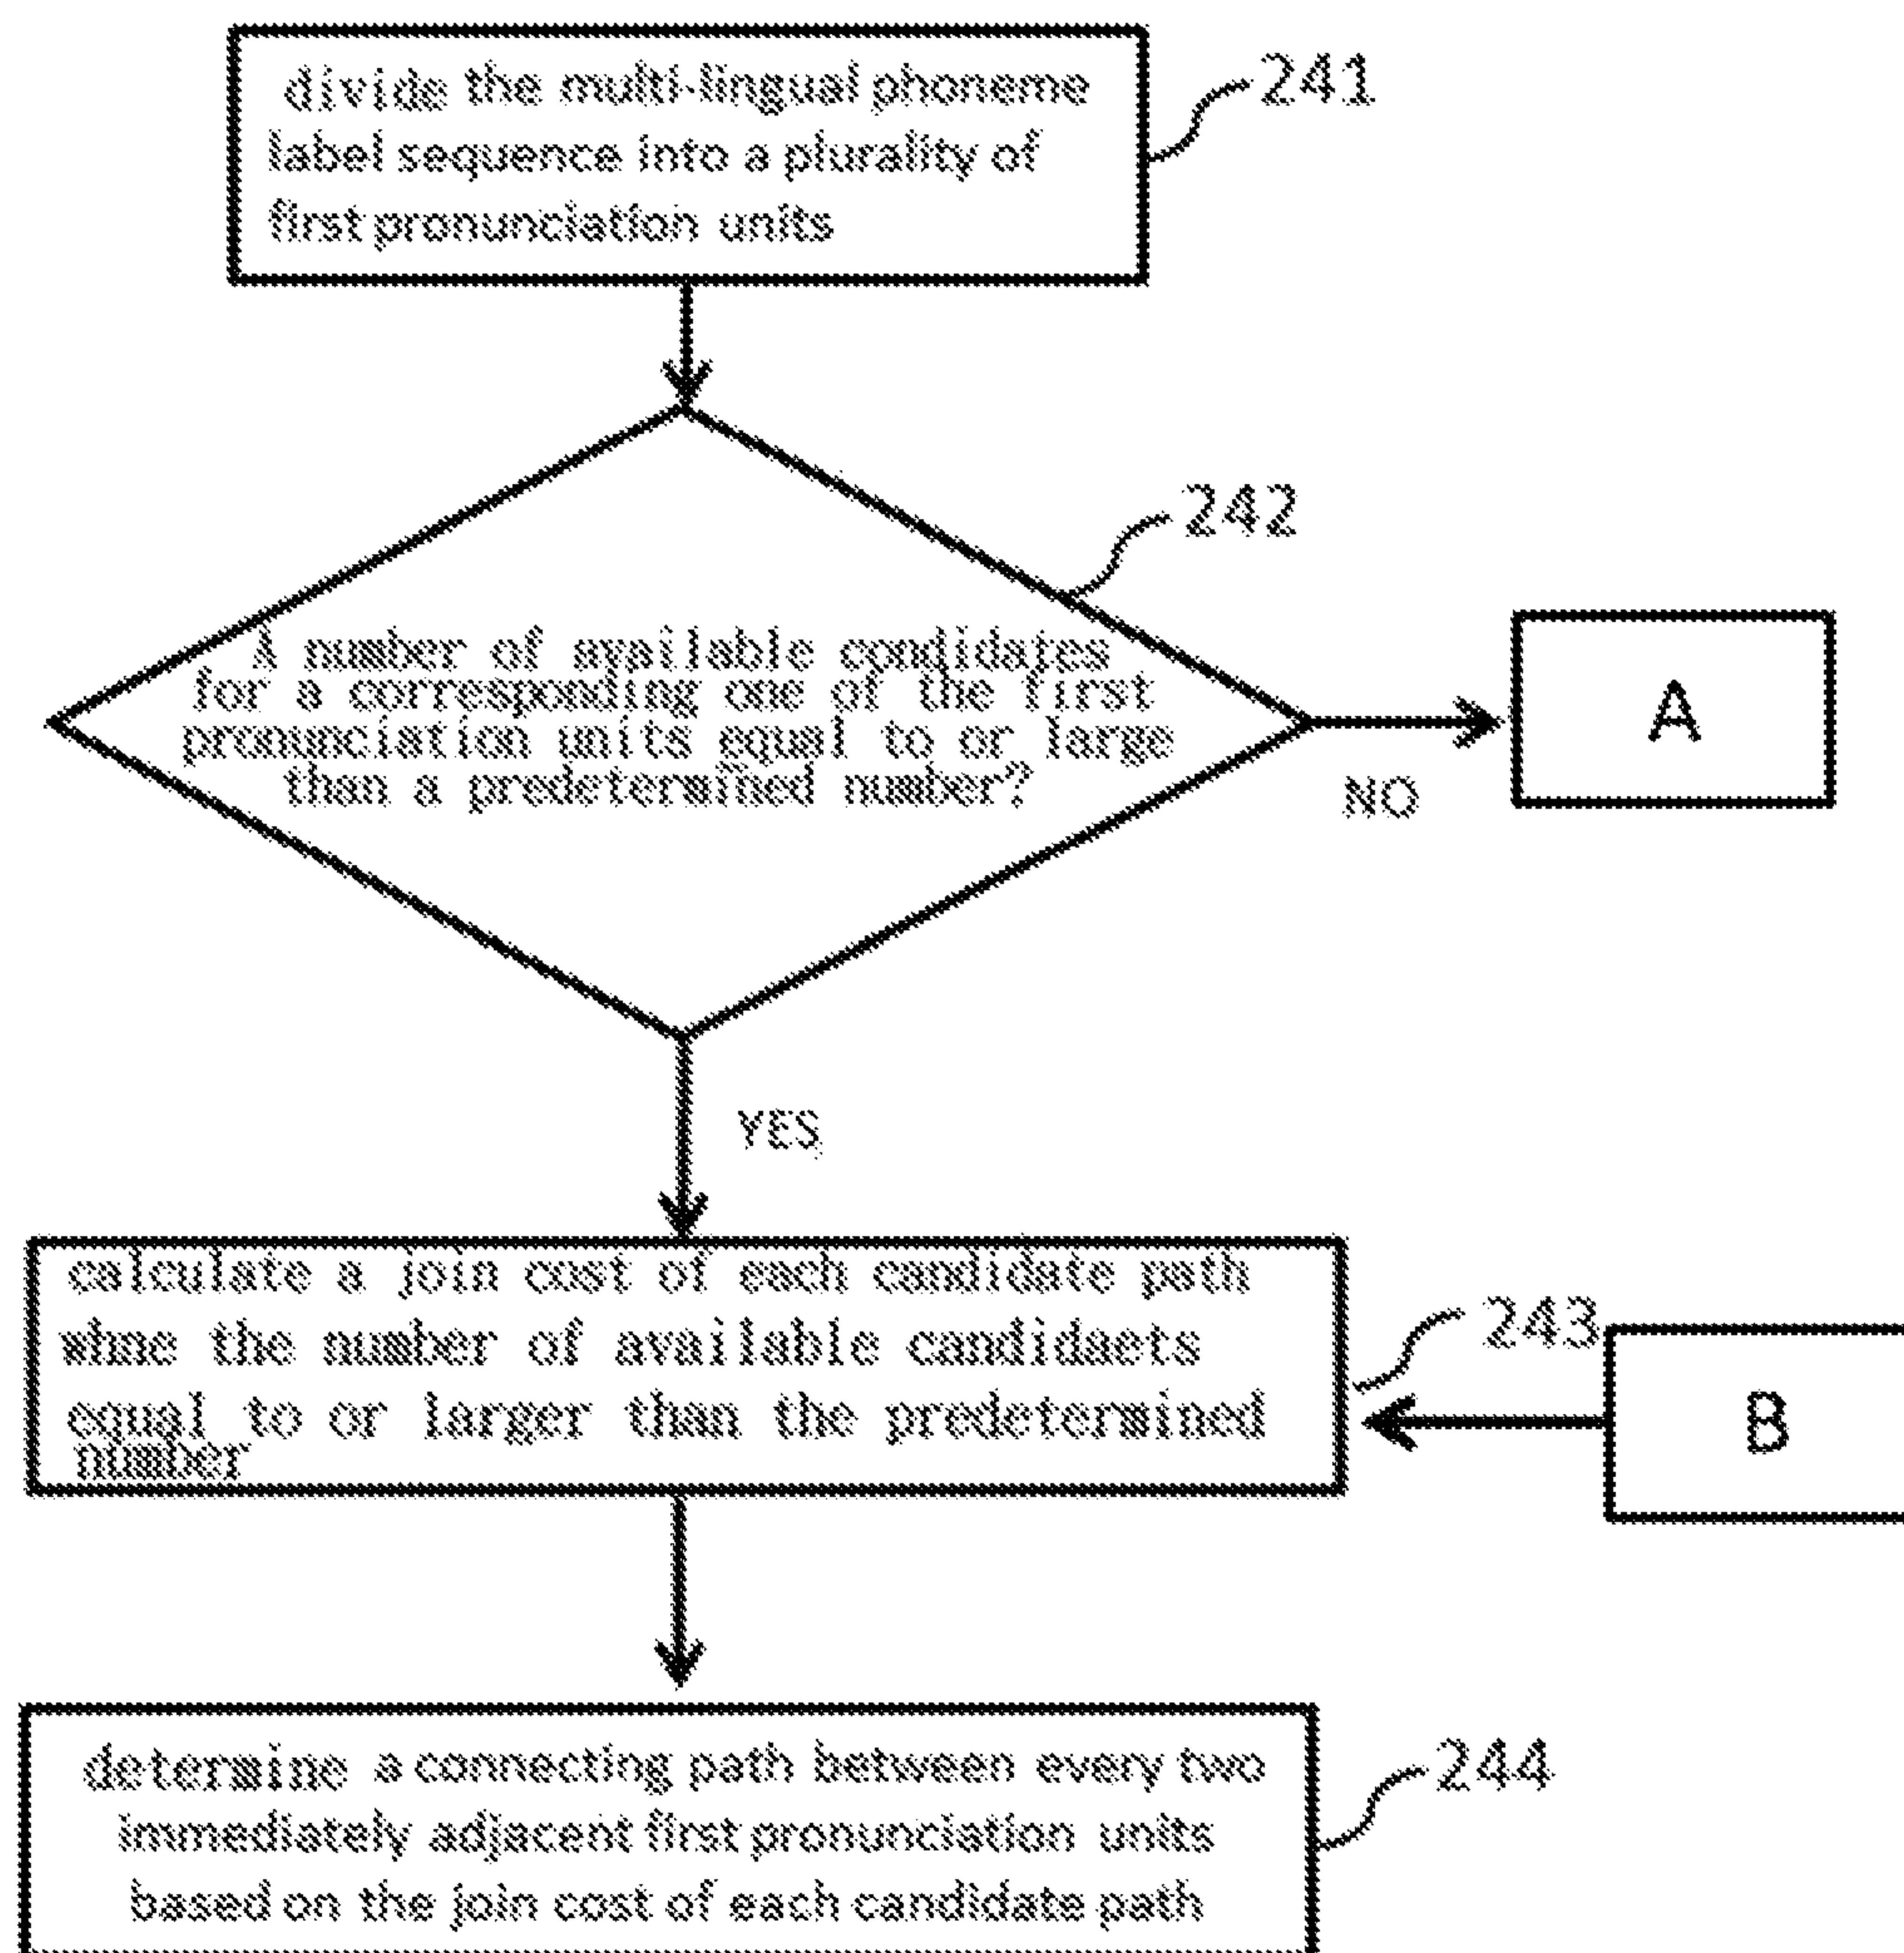 divide the multi-lingual phoneme
label sequence into a plurality of
first pronunciation units
241
242
A number of available condidates
for a corresponding one of the first
pronunciation units equal to or large
than a predetermined number?
A
NO
YES
calculate a join cost of each candidate path
whne the number of available candidaets
equal to or larger than the predetermined
number
243
B
determine a connecting path between every two
immediately adjacent first pronunciation units
based on the join cost of each candidate path
244